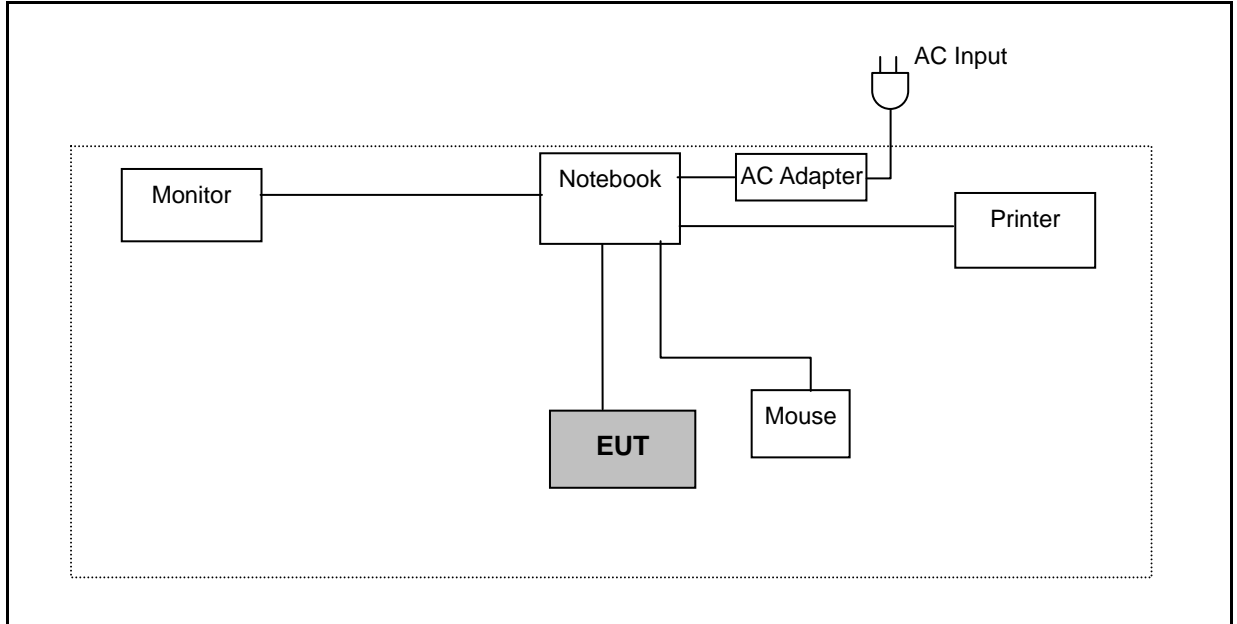 AC Input
Monitor
Notebook
AC Adapter
Printer
EUT
Mouse